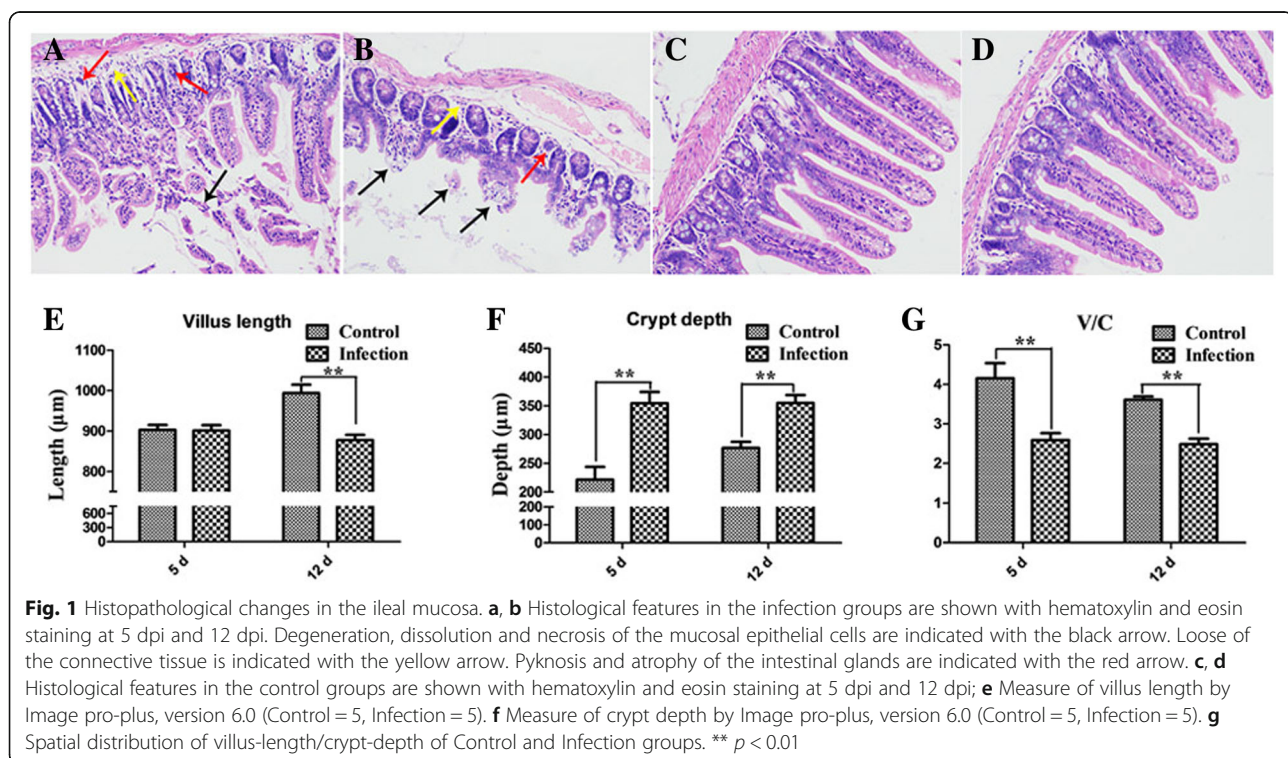 A B C D
E Villus length
Control
Infection
**
Length (µm)
1100
1000
900
800
600
300
0
5 d 12 d
F Crypt depth
Control
Infection
** **
Depth (µm)
450
400
350
300
250
200
200
100
0
5 d 12 d
G V/C
Control
Infection
** **
5
4
3
2
1
0
5 d 12 d
Fig. 1 Histopathological changes in the ileal mucosa. a, b Histological features in the infection groups are shown with hematoxylin and eosin
staining at 5 dpi and 12 dpi. Degeneration, dissolution and necrosis of the mucosal epithelial cells are indicated with the black arrow. Loose of
the connective tissue is indicated with the yellow arrow. Pyknosis and atrophy of the intestinal glands are indicated with the red arrow. c, d
Histological features in the control groups are shown with hematoxylin and eosin staining at 5 dpi and 12 dpi; e Measure of villus length by
Image pro-plus, version 6.0 (Control = 5, Infection = 5). f Measure of crypt depth by Image pro-plus, version 6.0 (Control = 5, Infection = 5). g
Spatial distribution of villus-length/crypt-depth of Control and Infection groups. ** p < 0.01